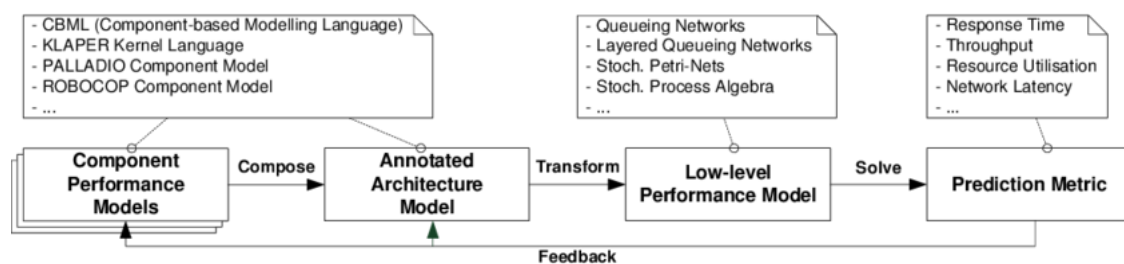 - CBML (Component-based Modelling Language)
- KLAPER Kernel Language
- PALLADIO Component Model
- ROBOCOP Component Model
- ...
- Queueing Networks
- Layered Queueing Networks
- Stoch. Petri-Nets
- Stoch. Process Algebra
- ...
- Response Time
- Throughput
- Resource Utilisation
- Network Latency
- ...
Component
Performance
Models
Compose
Annotated
Architecture
Model
Transform
Low-level
Performance Model
Solve
Prediction Metric
Feedback